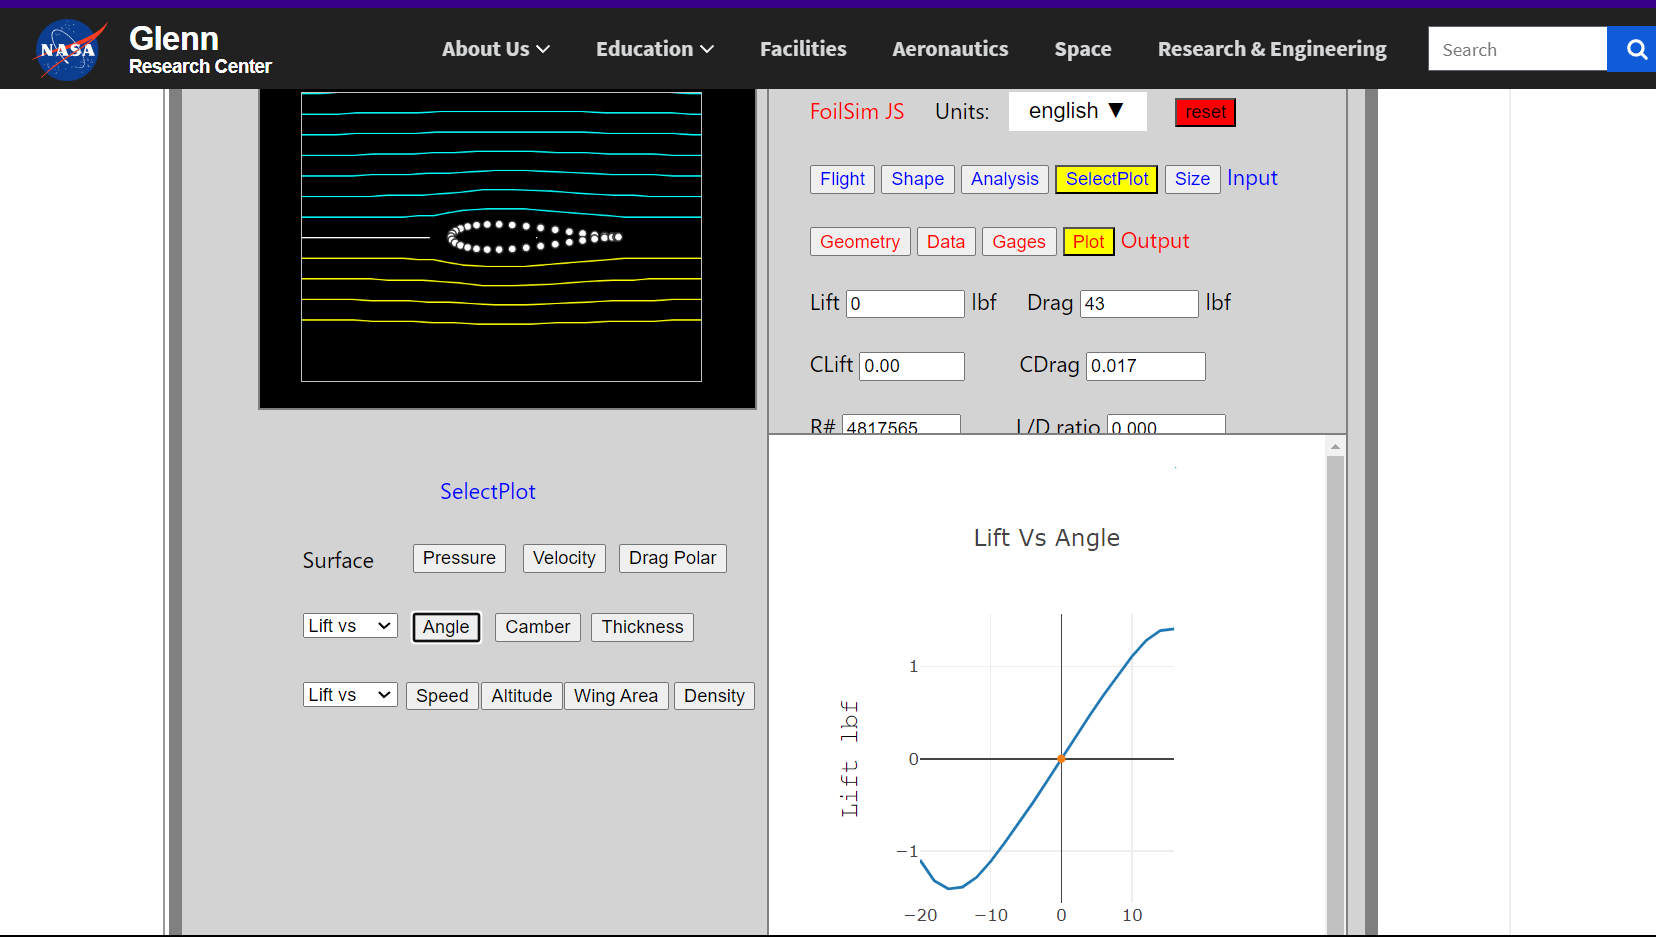 NASA
Glenn
Research Center
About Us Education Facilities Aeronautics Space Research & Engineering Search
FoilSim JS Units: english ▼ reset
Flight Shape Analysis SelectPlot Size Input
Geometry Data Gages Plot Output
Lift 0 lbf Drag 43 lbf
CLift 0.00 CDrag 0.017
R# 4817565 L/D ratio 0.000
SelectPlot
Surface Pressure Velocity Drag Polar
Lift vs Angle Camber Thickness
Lift vs Speed Altitude Wing Area Density
Lift Vs Angle
Lift lbf
1
0
−1
−20 −10 0 10